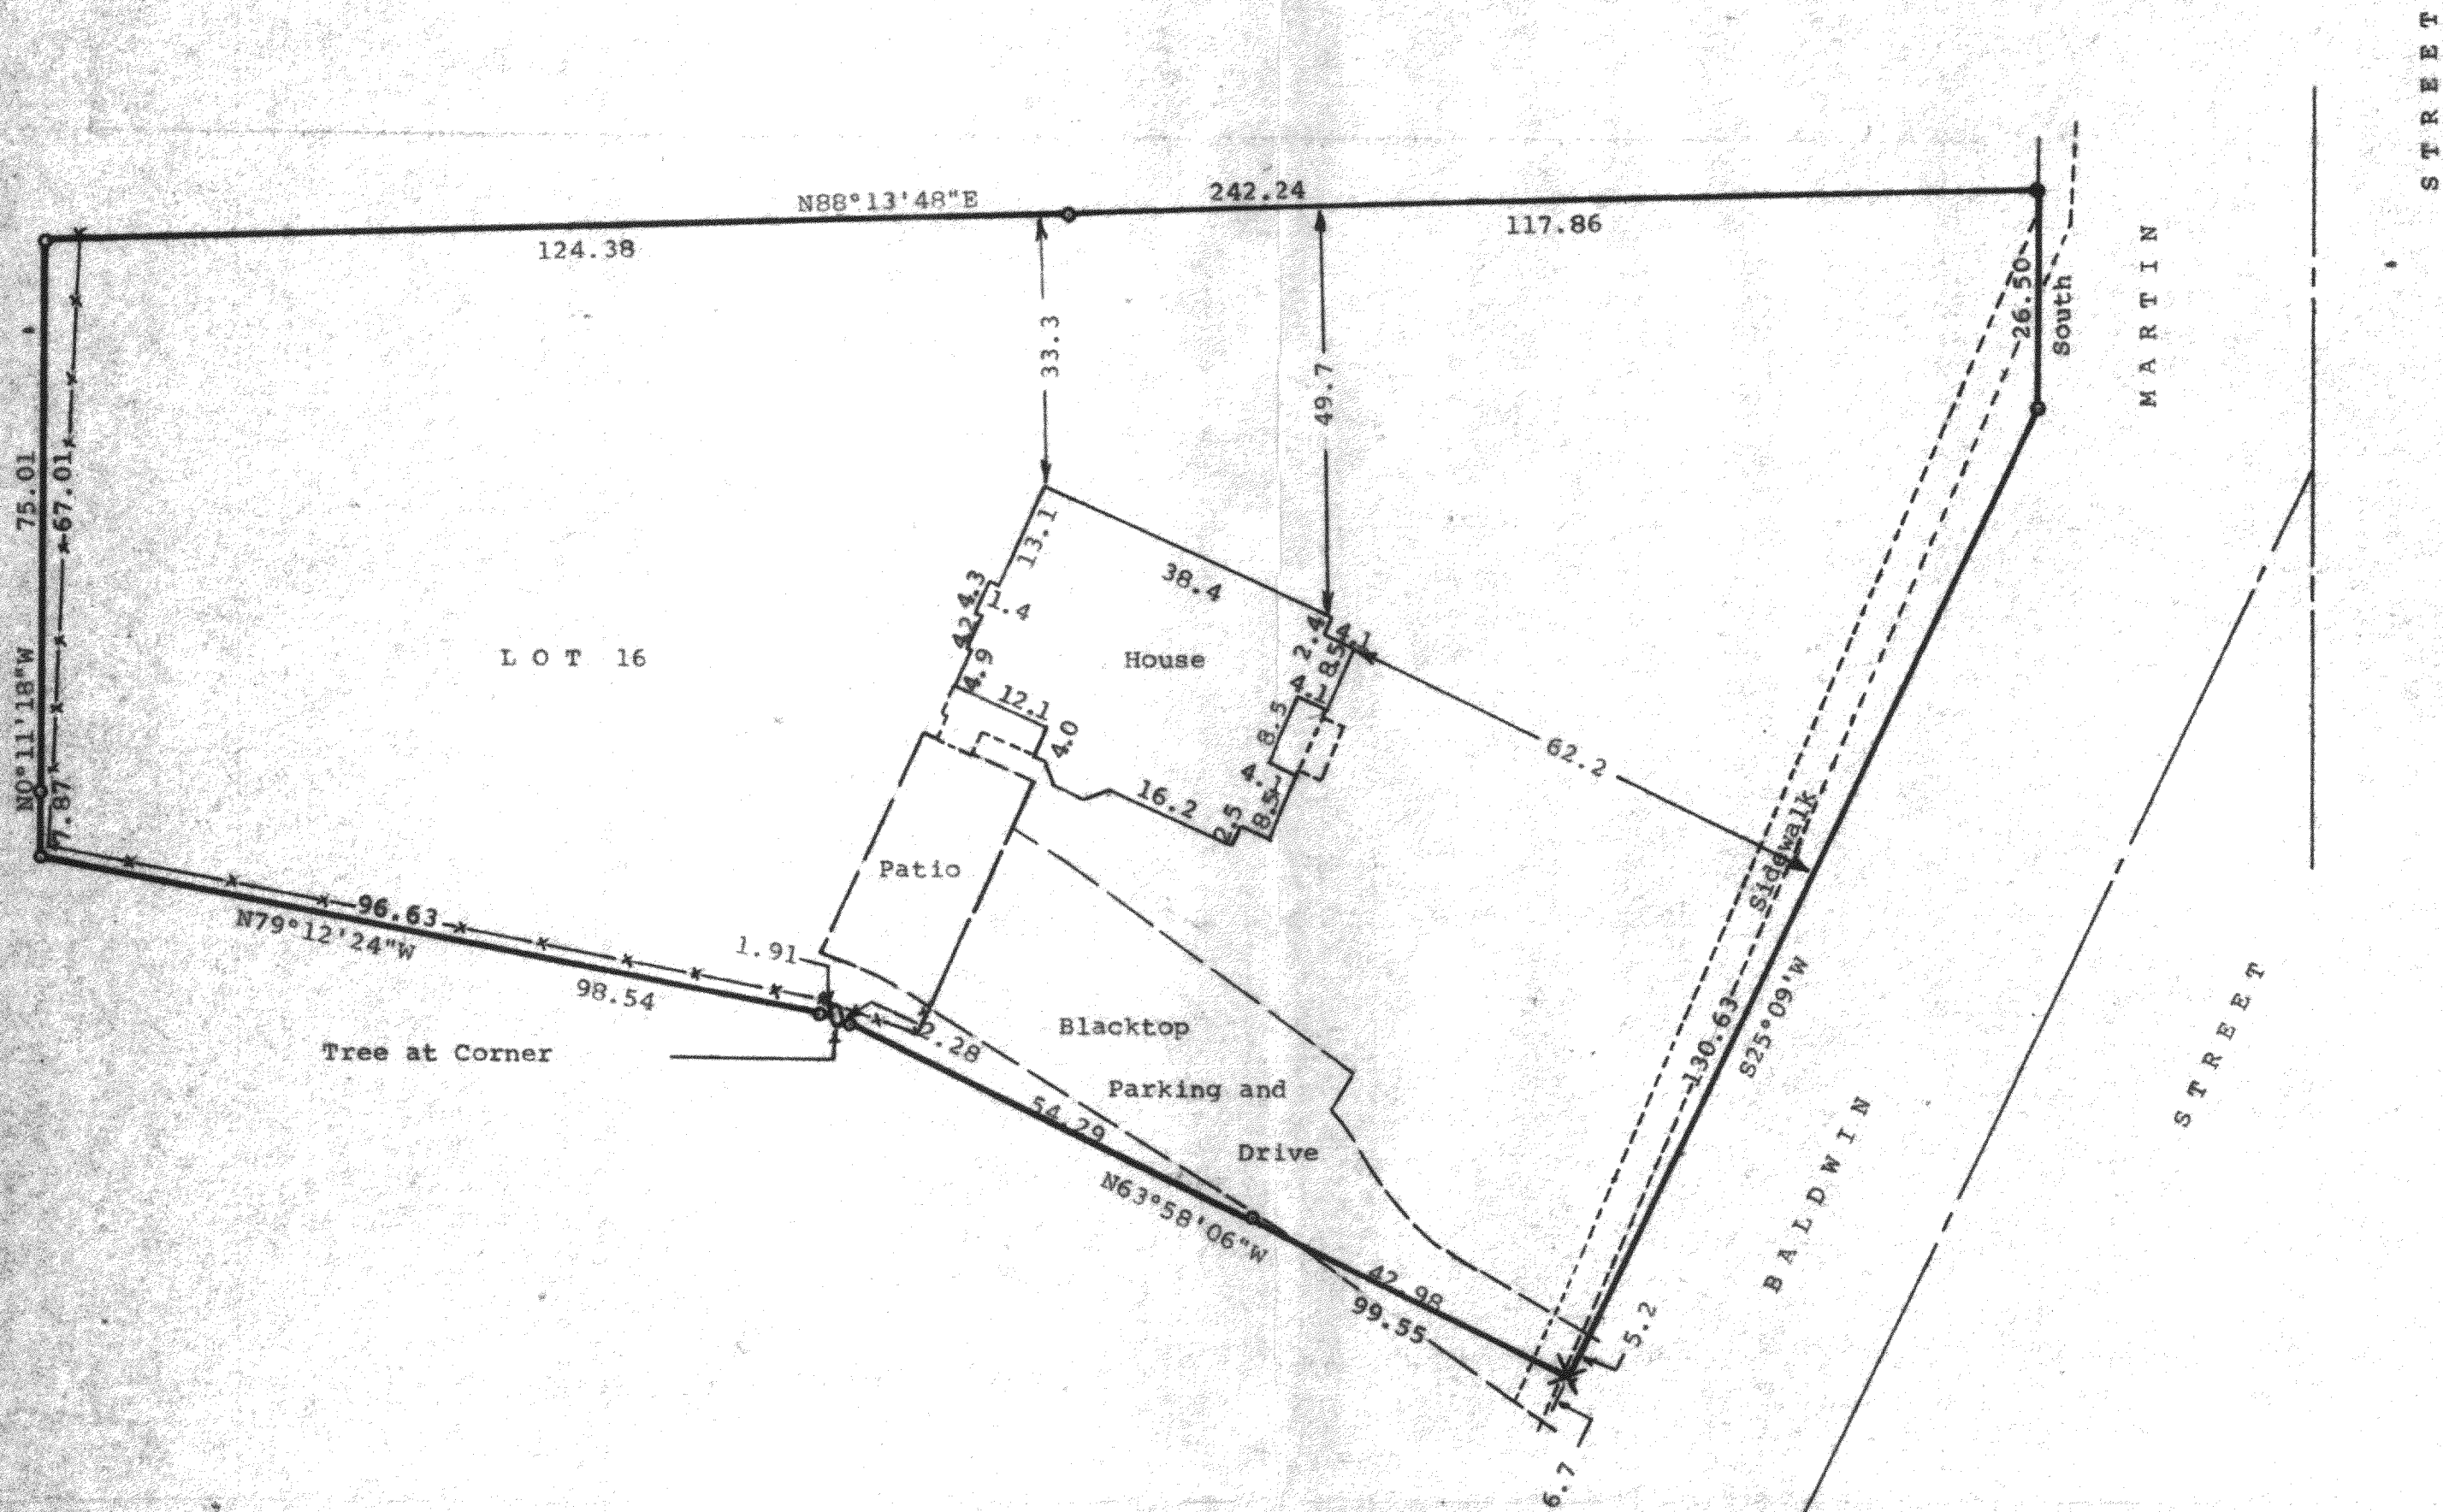 STREET
N88°13'48"E
242.24
124.38
117.86
MARTIN
26.50
South
33.3
49.7
75.01
67.01
N0°11'18"W
7.87
13.1
38.4
4.3
1.4
4.2
4.9
12.1
4.0
LOT 16
House
2.4
4.1
8.5
4.1
8.5
4.1
8.5
16.2
2.5
62.2
Sidewalk
Patio
96.63
N79°12'24"W
98.54
1.91
Tree at Corner
2.28
Blacktop
Parking and
Drive
54.29
N63°58'06"W
42.98
99.55
130.63
S25°09'W
BALDWIN
STREET
5.2
6.7